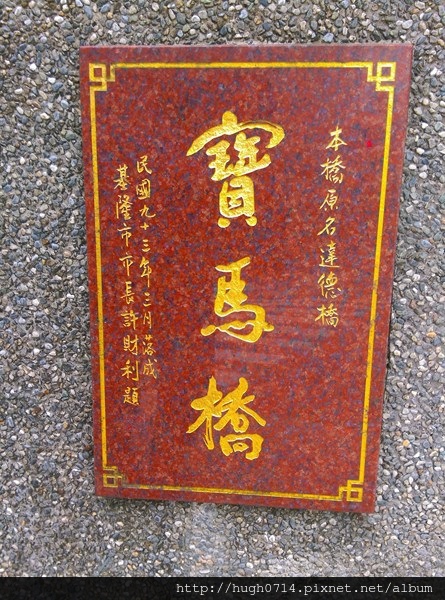 本橋原名達德橋
寶馬橋
民國九十三年三月落成
基隆市市長許財利題
http://hugh0714.pixnet.net/album